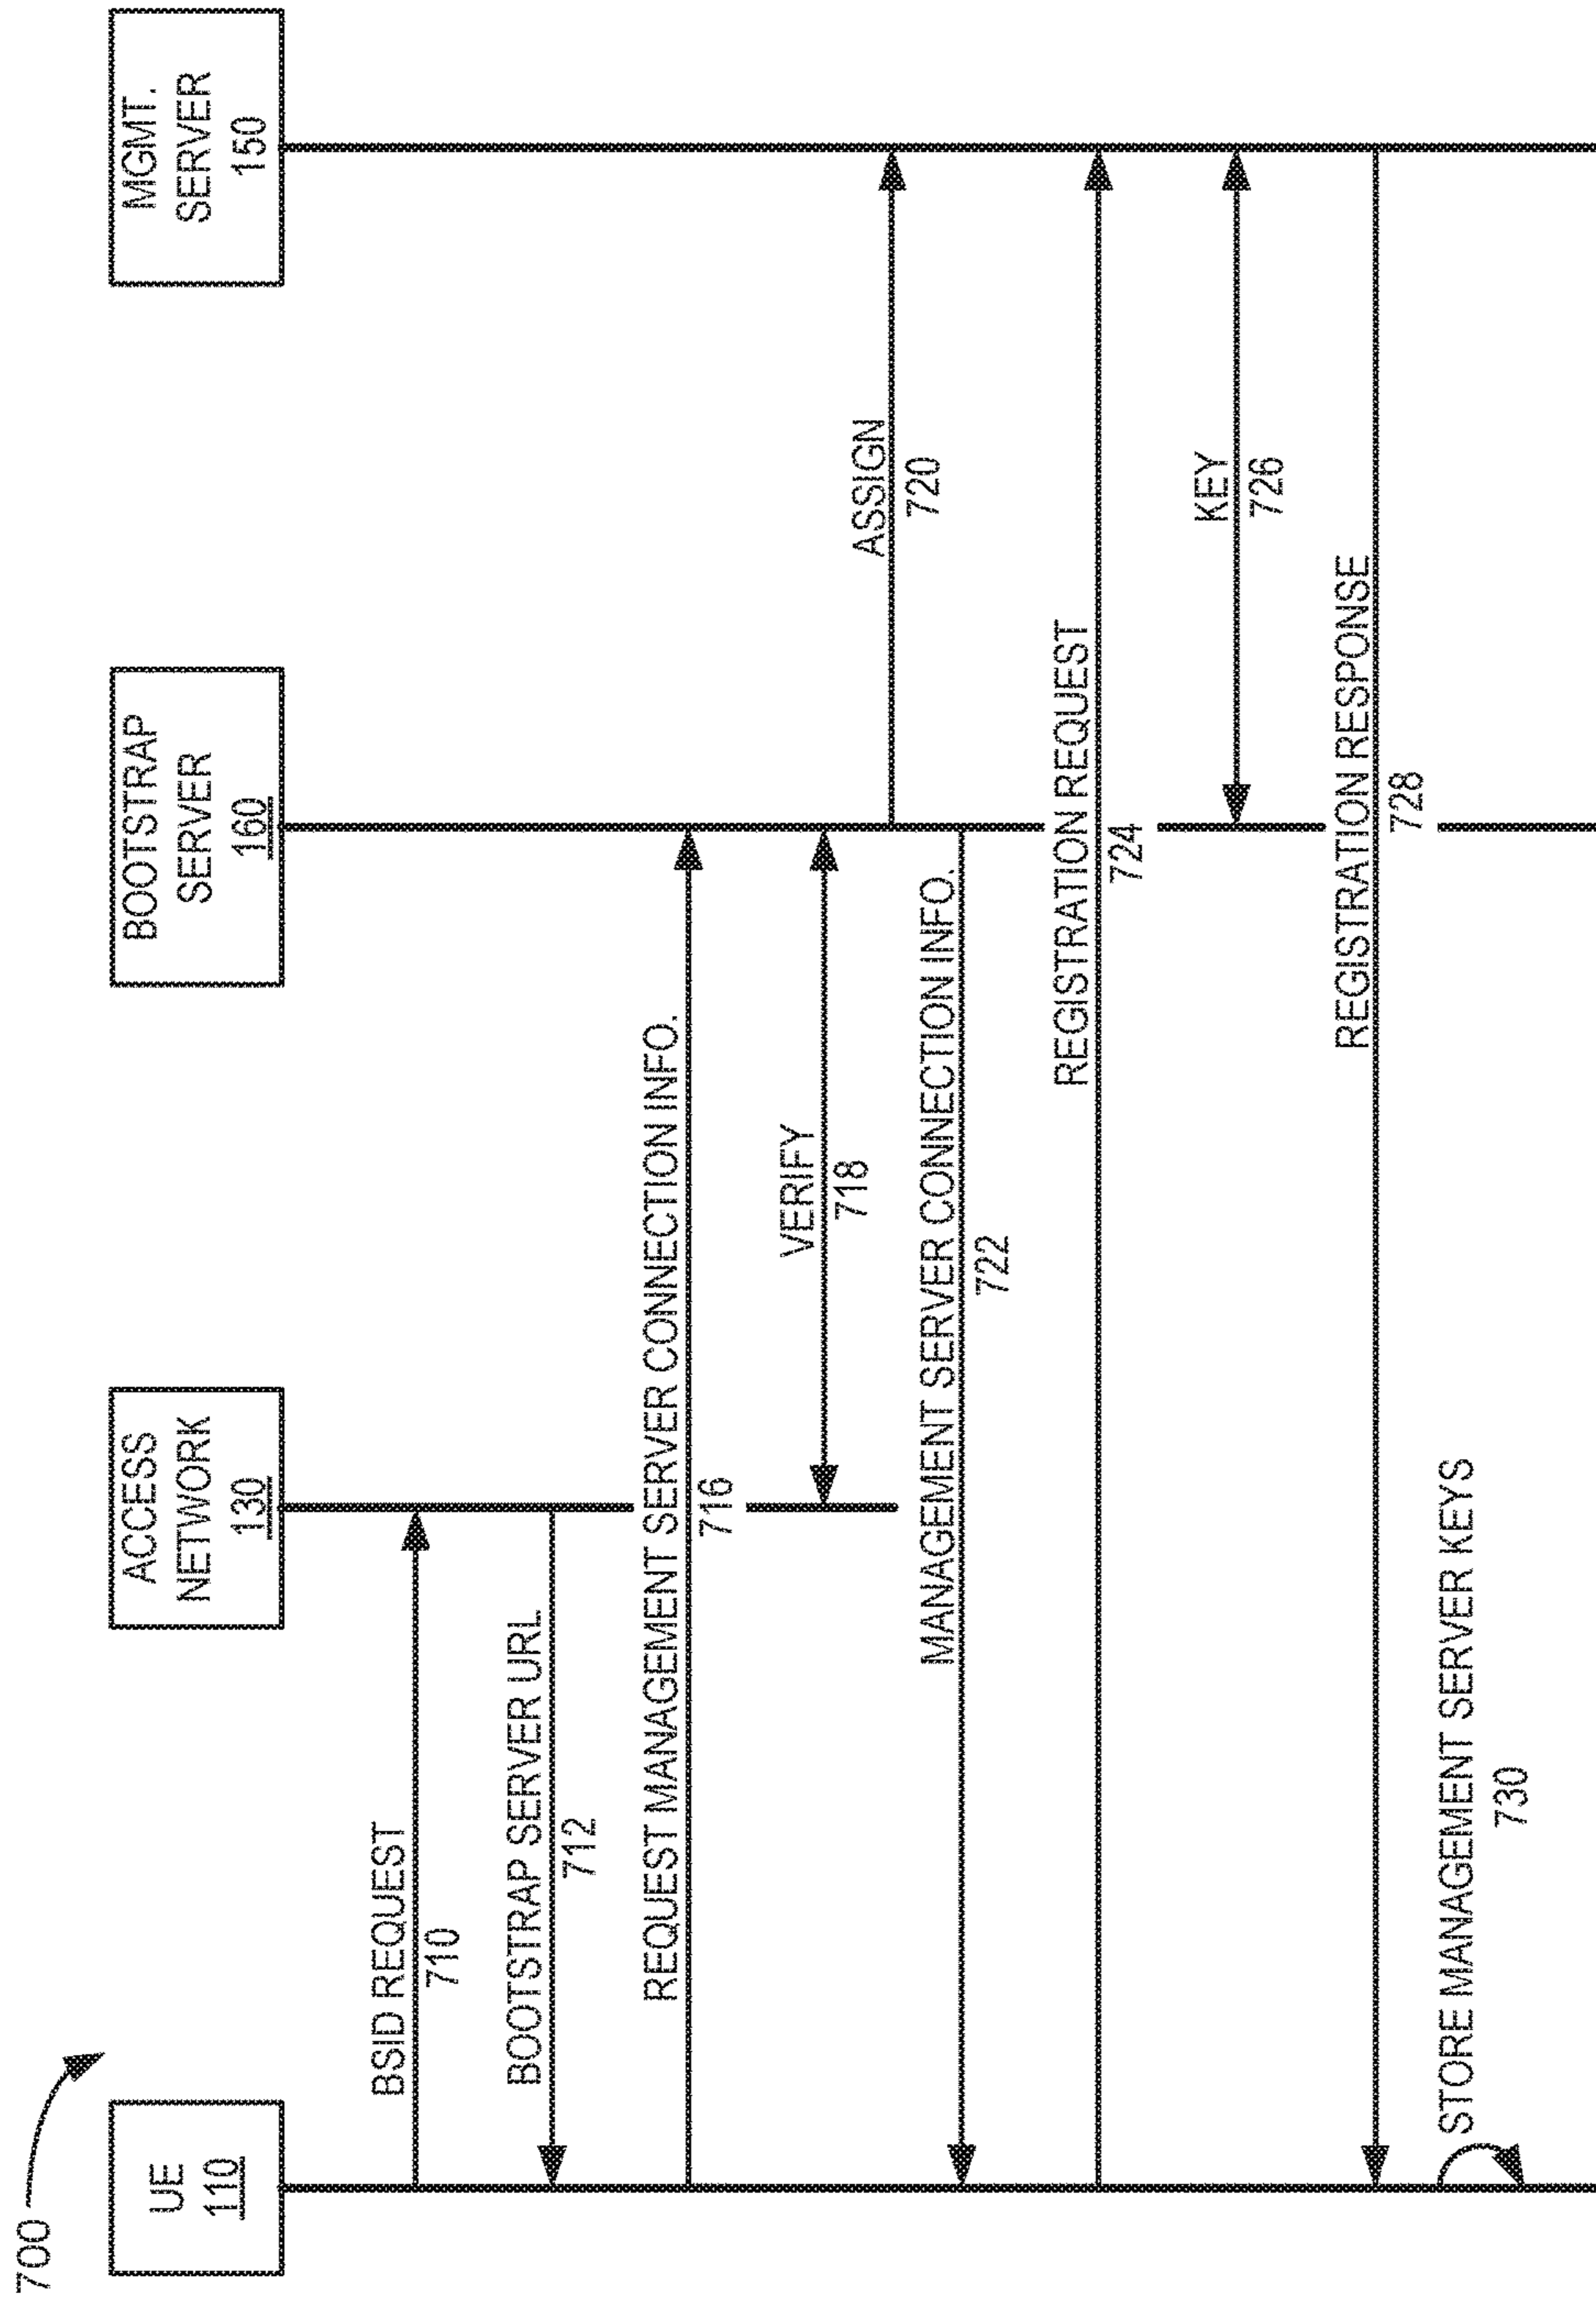 700
UE
110
ACCESS
NETWORK
130
BOOTSTRAP
SERVER
160
MGMT.
SERVER
150
BSID REQUEST
710
BOOTSTRAP SERVER URL
712
REQUEST MANAGEMENT SERVER CONNECTION INFO.
716
VERIFY
718
ASSIGN
720
MANAGEMENT SERVER CONNECTION INFO.
722
REGISTRATION REQUEST
724
KEY
726
REGISTRATION RESPONSE
728
STORE MANAGEMENT SERVER KEYS
730